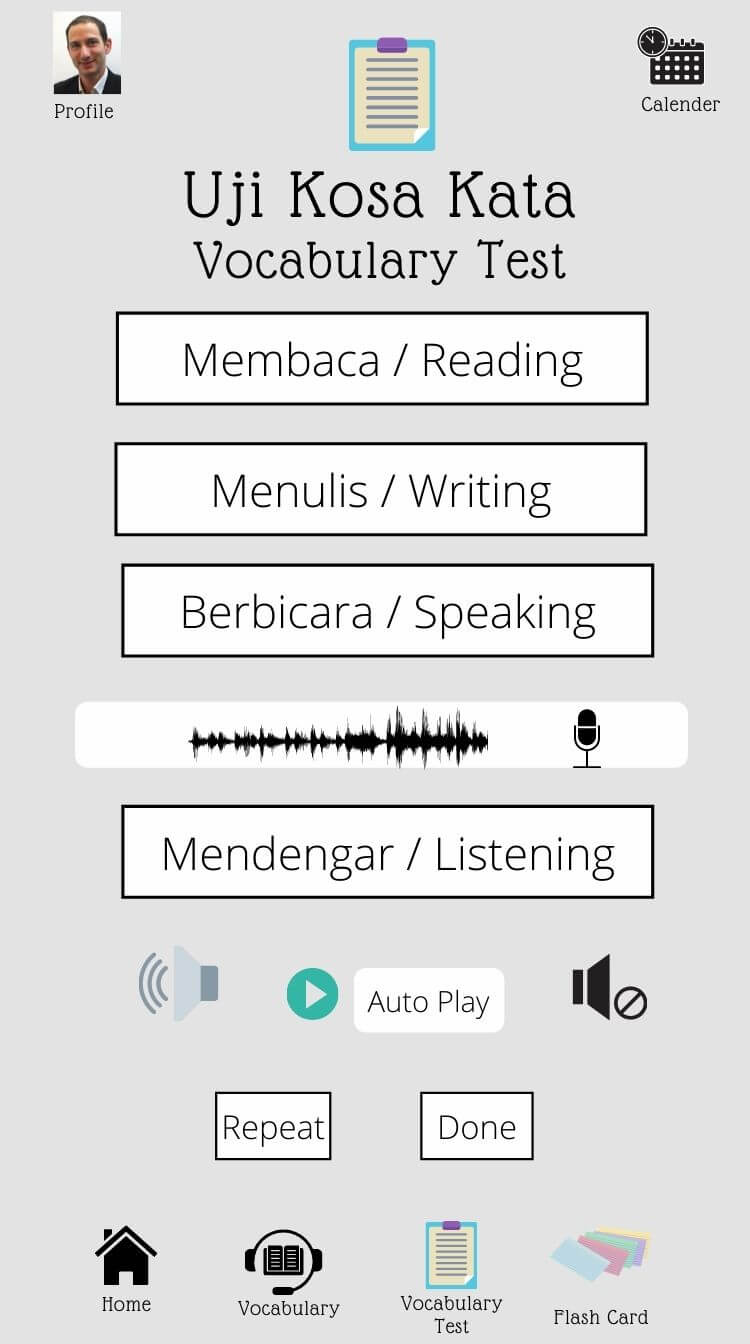 Profile
Calender
Uji Kosa Kata
Vocabulary Test
Membaca / Reading
Menulis / Writing
Berbicara / Speaking
Mendengar / Listening
Auto Play
Repeat
Done
Home
Vocabulary
Vocabulary
Test
Flash Card